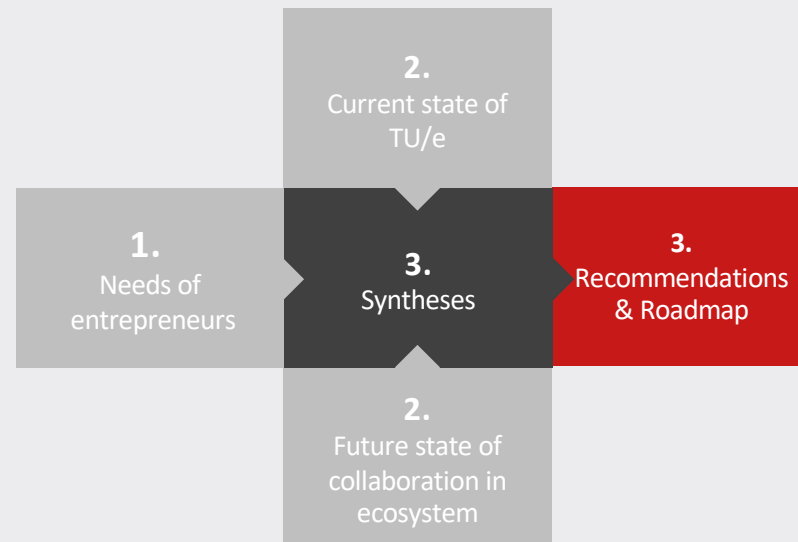 2.
Current state of
TU/e
1.
Needs of
entrepreneurs
3.
Syntheses
3.
Recommendations
& Roadmap
2.
Future state of
collaboration in
ecosystem